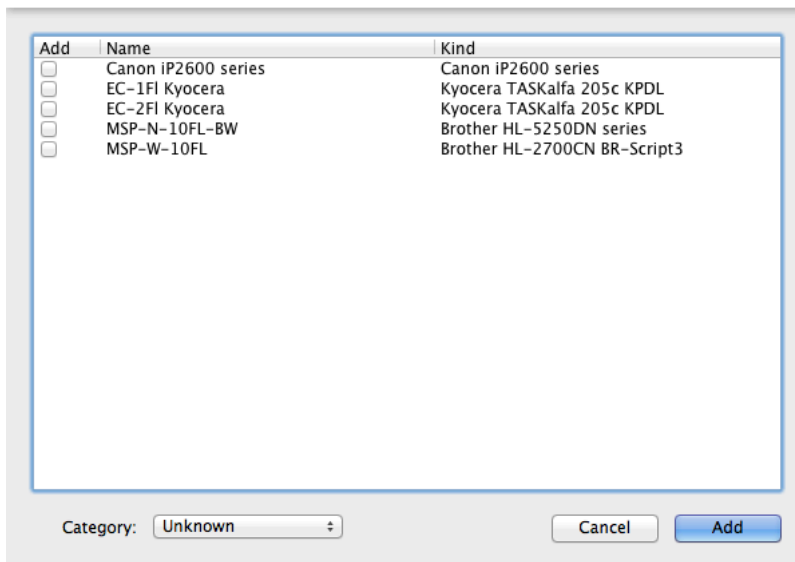 Add Name Kind
Canon iP2600 series Canon iP2600 series
EC-1Fl Kyocera Kyocera TASKalfa 205c KPDL
EC-2Fl Kyocera Kyocera TASKalfa 205c KPDL
MSP-N-10FL-BW Brother HL-5250DN series
MSP-W-10FL Brother HL-2700CN BR-Script3
Category: Unknown Cancel Add